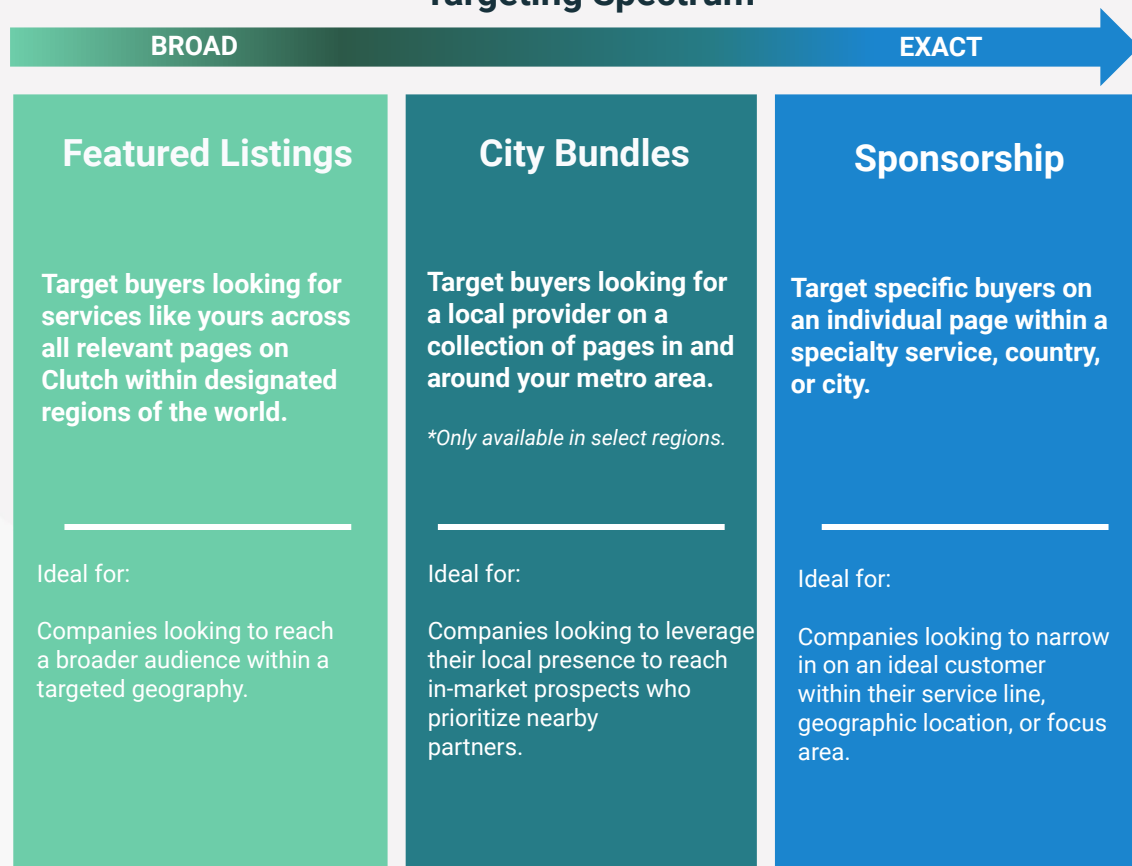 Targeting Spectrum
BROAD
EXACT
Featured Listings
Target buyers looking for
services like yours across
all relevant pages on
Clutch within designated
regions of the world.
Ideal for:
Companies looking to reach
a broader audience within a
targeted geography.
City Bundles
Target buyers looking for
a local provider on a
collection of pages in and
around your metro area.
*Only available in select regions.
Ideal for:
Companies looking to leverage
their local presence to reach
in-market prospects who
prioritize nearby
partners.
Sponsorship
Target specific buyers on
an individual page within a
specialty service, country,
or city.
Ideal for:
Companies looking to narrow
in on an ideal customer
within their service line,
geographic location, or focus
area.